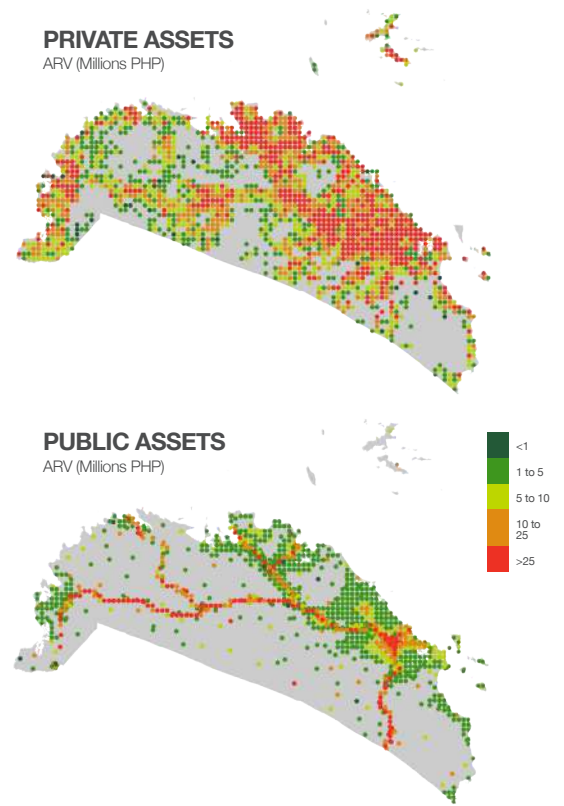 PRIVATE ASSETS
ARV (Millions PHP)
PUBLIC ASSETS
ARV (Millions PHP)
<1
1 to 5
5 to 10
10 to
25
>25